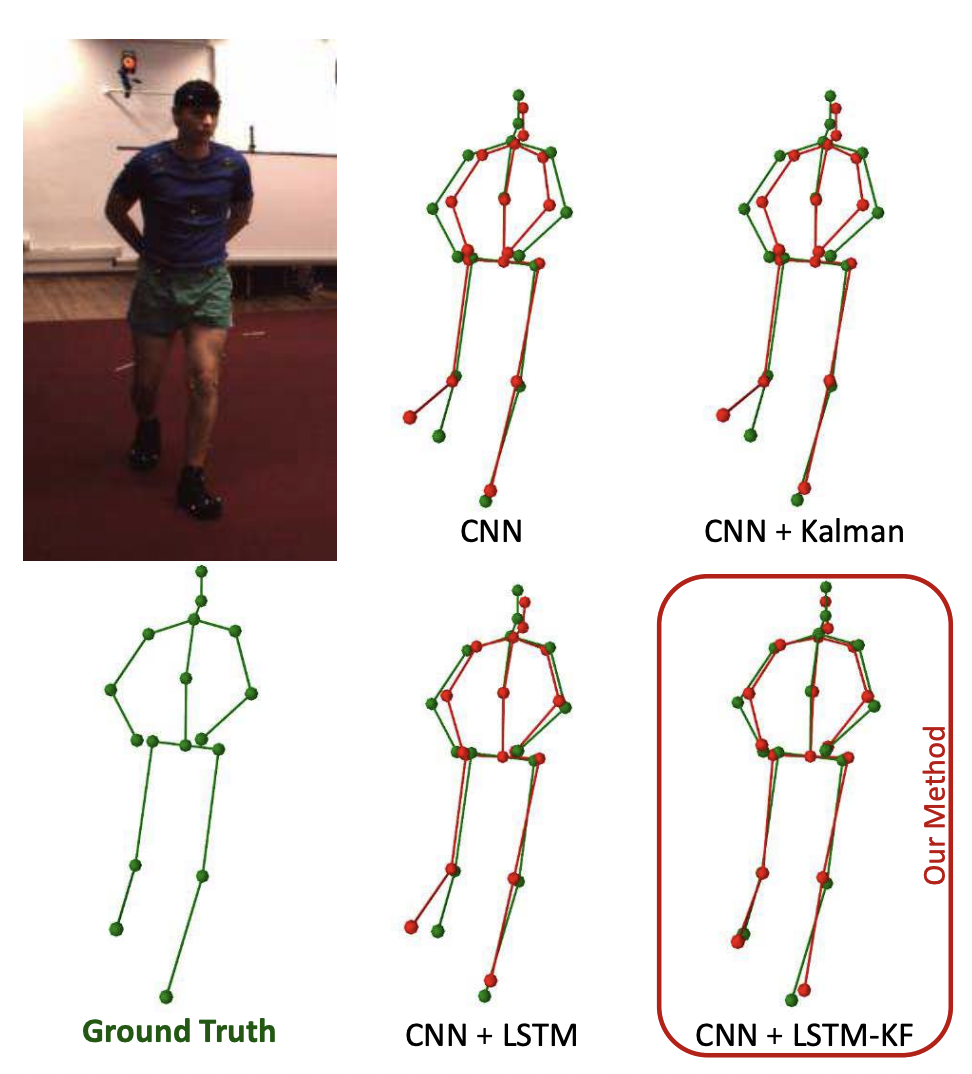 CNN
CNN + Kalman
Ground Truth
CNN + LSTM
CNN + LSTM-KF
Our Method